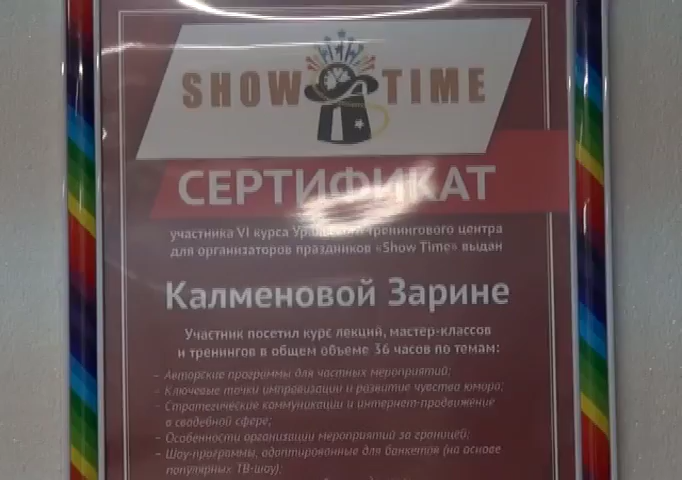 SHOW TIME
СЕРТИФИКАТ
участника VI курса Уральского тренингового центра
для организаторов праздников «Show Time» выдан
Калменовой Зарине
Участник посетил курс лекций, мастер-классов
и тренингов в общем объеме 36 часов по темам:
– Авторские программы для частных мероприятий;
– Ключевые точки импровизации и развитие чувства юмора;
– Стратегические коммуникации и интернет-продвижение
в свадебной сфере;
– Особенности организации мероприятий за границей;
– Шоу-программы, адаптированные для банкетов (на основе
популярных ТВ-шоу);